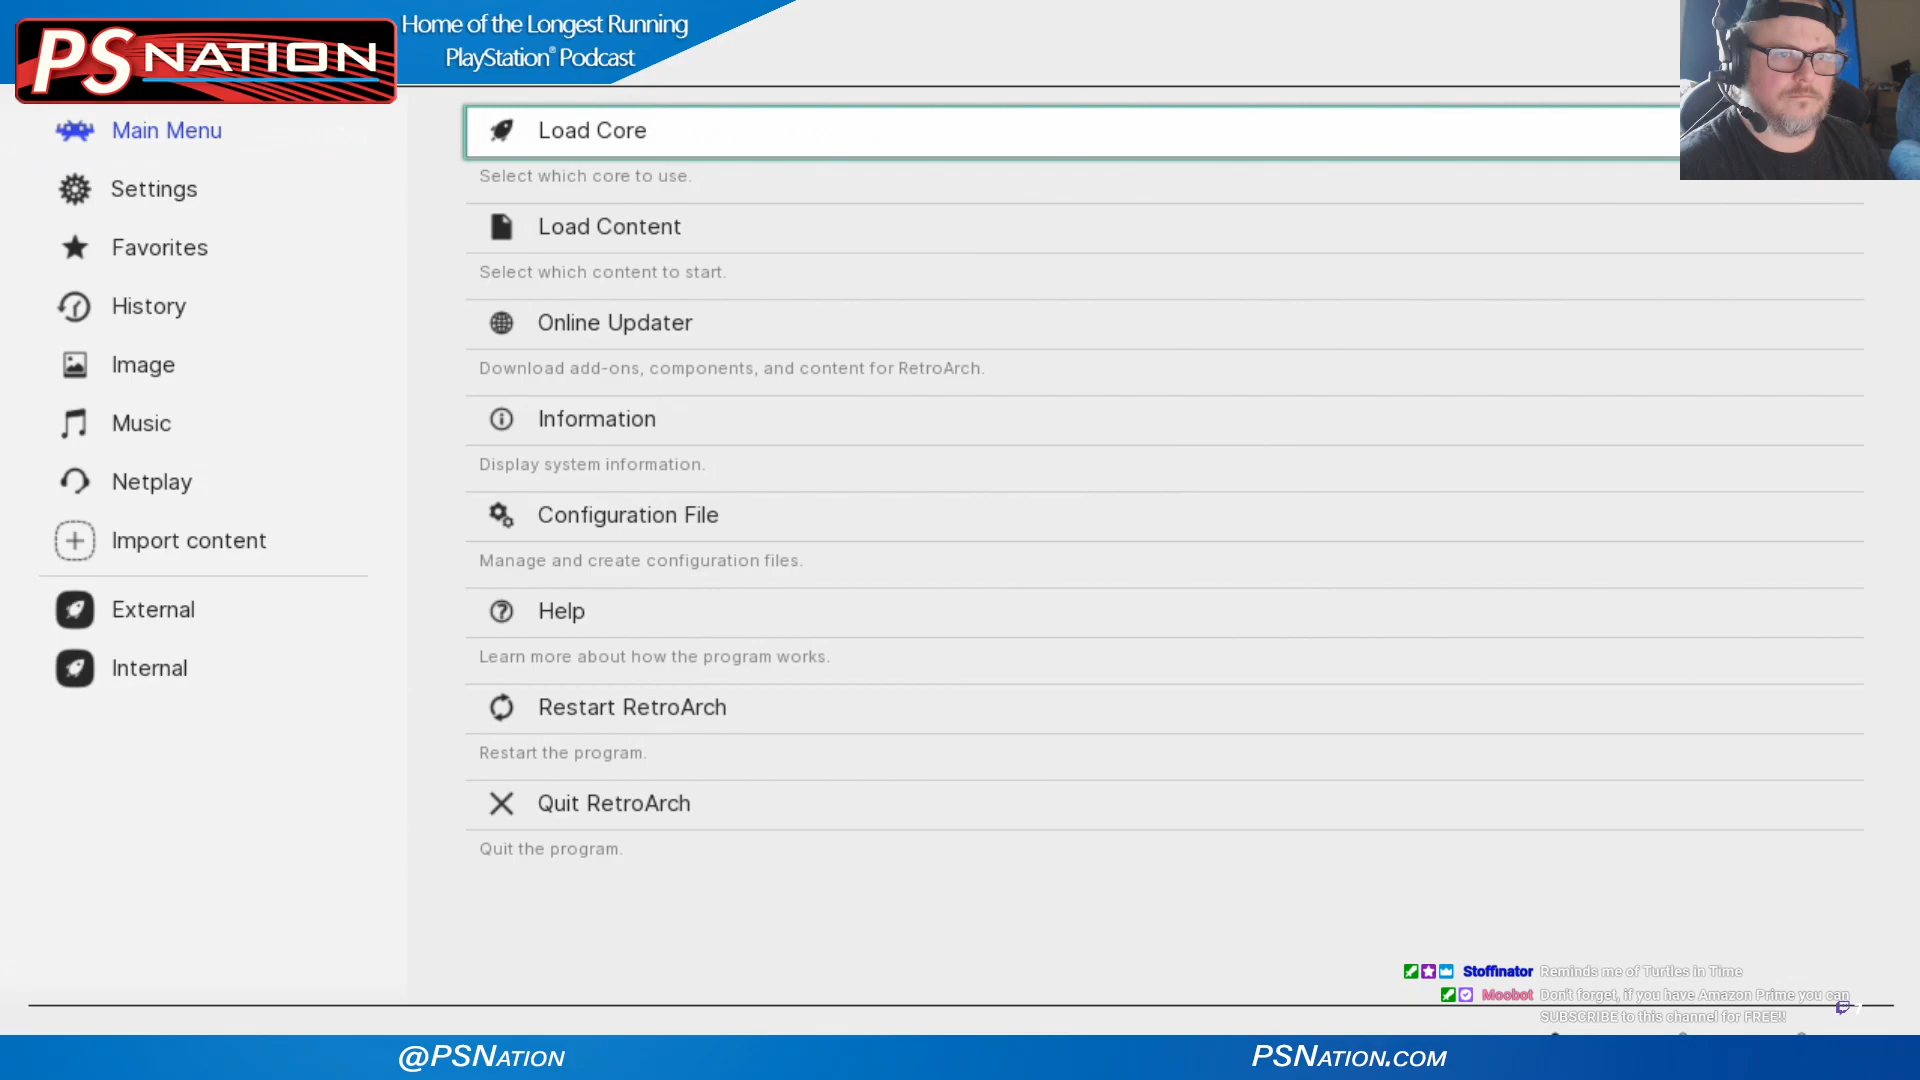 PS NATION
Home of the Longest Running
PlayStation® Podcast
Main Menu
Settings
Favorites
History
Image
Music
Netplay
Import content
External
Internal
Load Core
Select which core to use.
Load Content
Select which content to start.
Online Updater
Download add-ons, components, and content for RetroArch.
Information
Display system information.
Configuration File
Manage and create configuration files.
Help
Learn more about how the program works.
Restart RetroArch
Restart the program.
Quit RetroArch
Quit the program.
Stoffinator Reminds me of Turtles in Time
Moobot Don't forget, if you have Amazon Prime you can
SUBSCRIBE to this channel for FREE!!
@PSNATION
PSNATION.COM